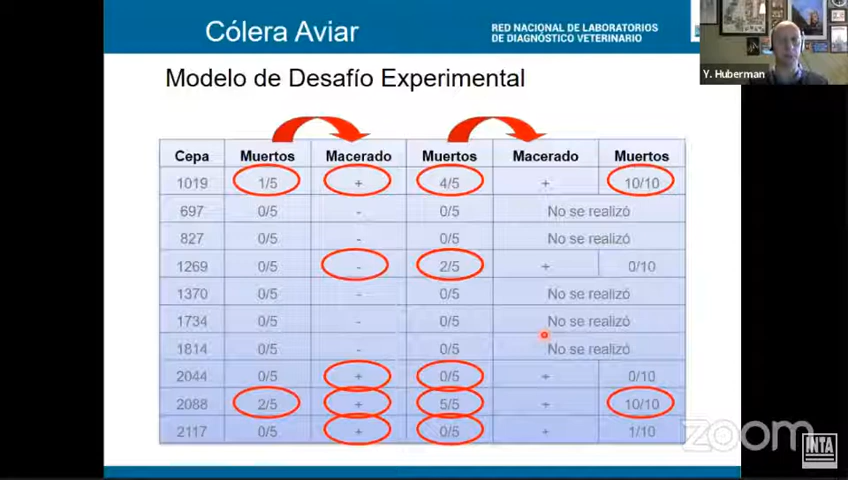 Cólera Aviar
RED NACIONAL DE LABORATORIOS
DE DIAGNÓSTICO VETERINARIO
Y. Huberman
Modelo de Desafío Experimental
Cepa Muertos Macerado Muertos Macerado Muertos
1019 1/5 + 4/5 + 10/10
697 0/5 - 0/5 No se realizó
827 0/5 - 0/5 No se realizó
1269 0/5 - 2/5 + 0/10
1370 0/5 - 0/5 No se realizó
1734 0/5 - 0/5 No se realizó
1814 0/5 - 0/5 No se realizó
2044 0/5 + 0/5 + 0/10
2088 2/5 + 5/5 + 10/10
2117 0/5 + 0/5 + 1/10
zoom
INTA